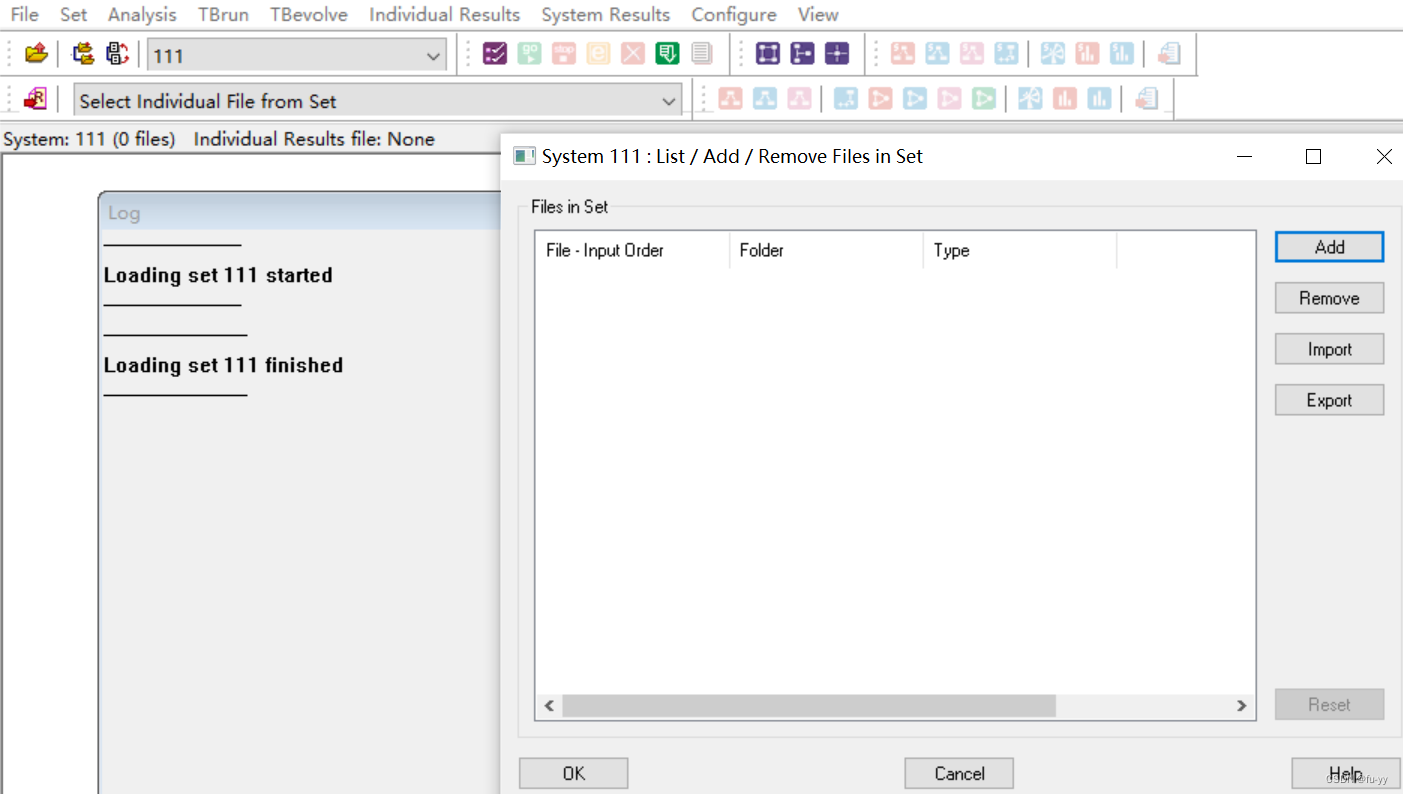 File Set Analysis TBrun TBevolve Individual Results System Results Configure View
111
go stop
Select Individual File from Set
System: 111 (0 files) Individual Results file: None
System 111 : List / Add / Remove Files in Set
Log
Loading set 111 started
Loading set 111 finished
Files in Set
File - Input Order Folder Type
Add
Remove
Import
Export
Reset
OK Cancel Help